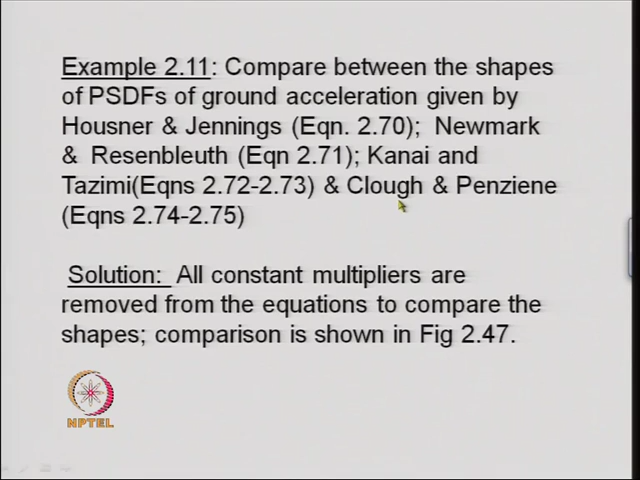 Example 2.11: Compare between the shapes
of PSDFs of ground acceleration given by
Housner & Jennings (Eqn. 2.70); Newmark
& Resenbleuth (Eqn 2.71); Kanai and
Tazimi(Eqns 2.72-2.73) & Clough & Penziene
(Eqns 2.74-2.75)
Solution: All constant multipliers are
removed from the equations to compare the
shapes; comparison is shown in Fig 2.47.
NPTEL